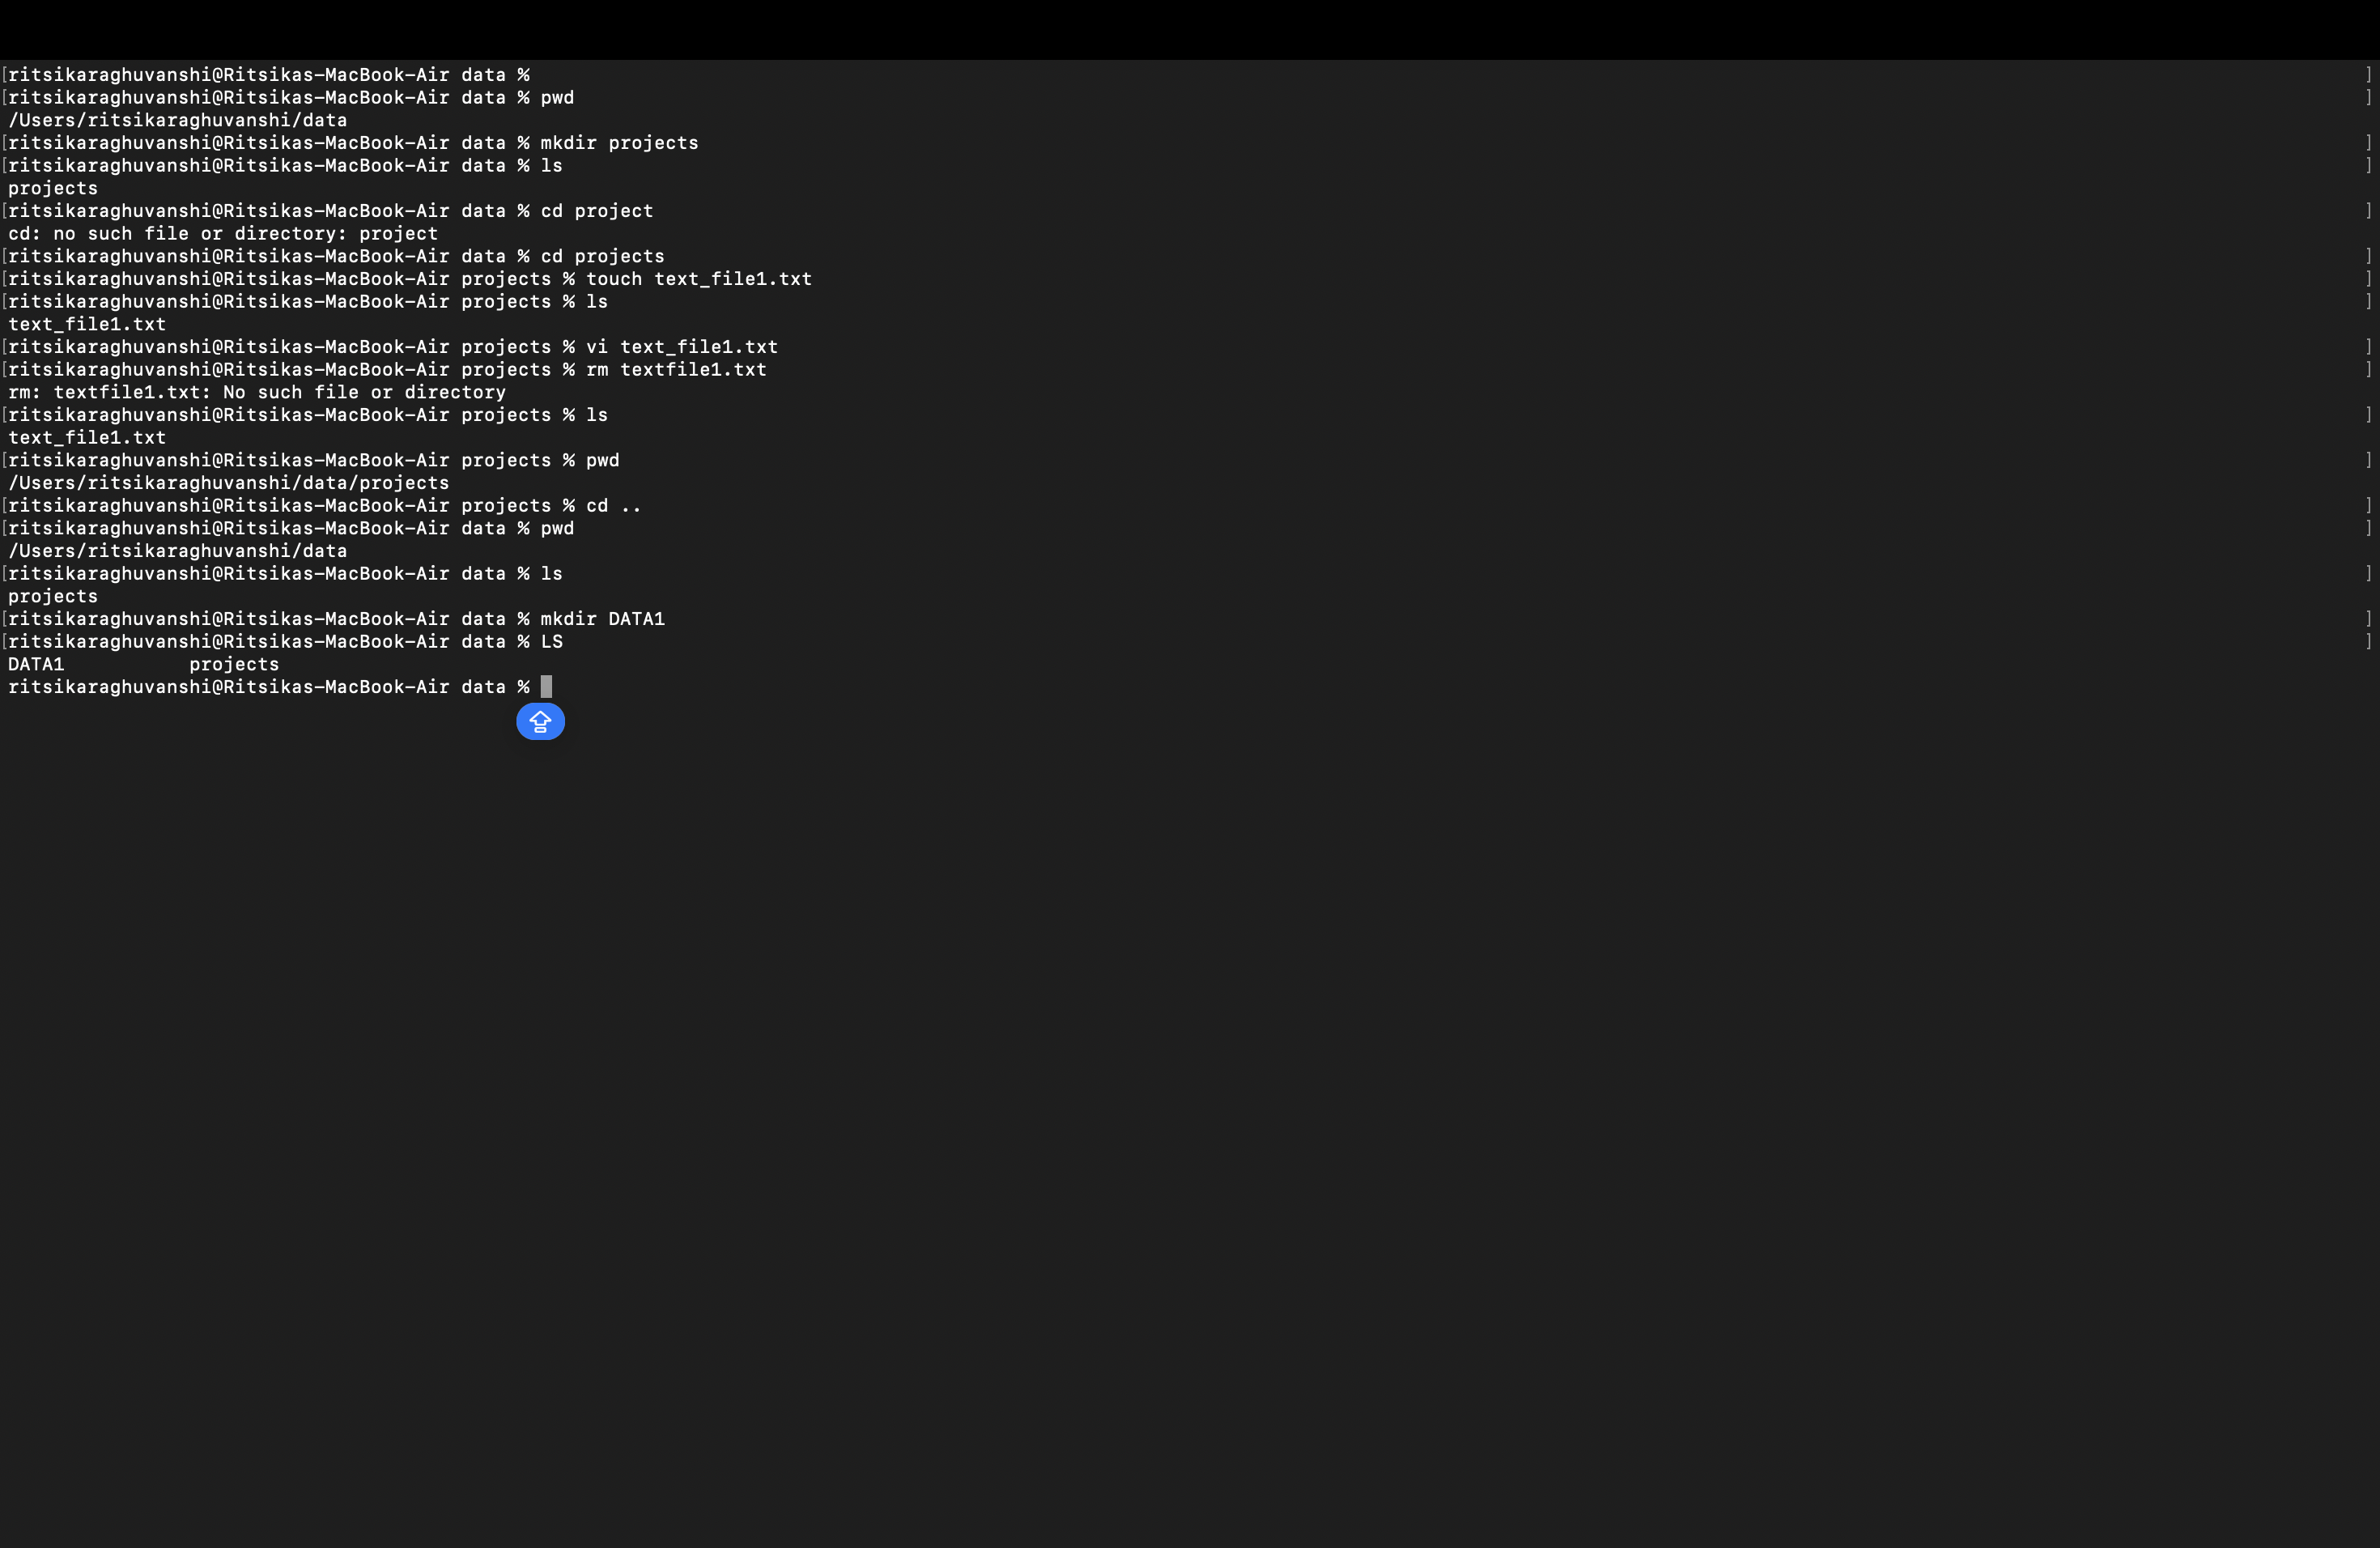 [ritsikaraghuvanshi@Ritsikas-MacBook-Air data % ]
[ritsikaraghuvanshi@Ritsikas-MacBook-Air data % pwd ]
/Users/ritsikaraghuvanshi/data
[ritsikaraghuvanshi@Ritsikas-MacBook-Air data % mkdir projects ]
[ritsikaraghuvanshi@Ritsikas-MacBook-Air data % ls ]
projects
[ritsikaraghuvanshi@Ritsikas-MacBook-Air data % cd project ]
cd: no such file or directory: project
[ritsikaraghuvanshi@Ritsikas-MacBook-Air data % cd projects ]
[ritsikaraghuvanshi@Ritsikas-MacBook-Air projects % touch text_file1.txt ]
[ritsikaraghuvanshi@Ritsikas-MacBook-Air projects % ls ]
text_file1.txt
[ritsikaraghuvanshi@Ritsikas-MacBook-Air projects % vi text_file1.txt ]
[ritsikaraghuvanshi@Ritsikas-MacBook-Air projects % rm textfile1.txt ]
rm: textfile1.txt: No such file or directory
[ritsikaraghuvanshi@Ritsikas-MacBook-Air projects % ls ]
text_file1.txt
[ritsikaraghuvanshi@Ritsikas-MacBook-Air projects % pwd ]
/Users/ritsikaraghuvanshi/data/projects
[ritsikaraghuvanshi@Ritsikas-MacBook-Air projects % cd .. ]
[ritsikaraghuvanshi@Ritsikas-MacBook-Air data % pwd ]
/Users/ritsikaraghuvanshi/data
[ritsikaraghuvanshi@Ritsikas-MacBook-Air data % ls ]
projects
[ritsikaraghuvanshi@Ritsikas-MacBook-Air data % mkdir DATA1 ]
[ritsikaraghuvanshi@Ritsikas-MacBook-Air data % LS ]
DATA1 projects
ritsikaraghuvanshi@Ritsikas-MacBook-Air data %